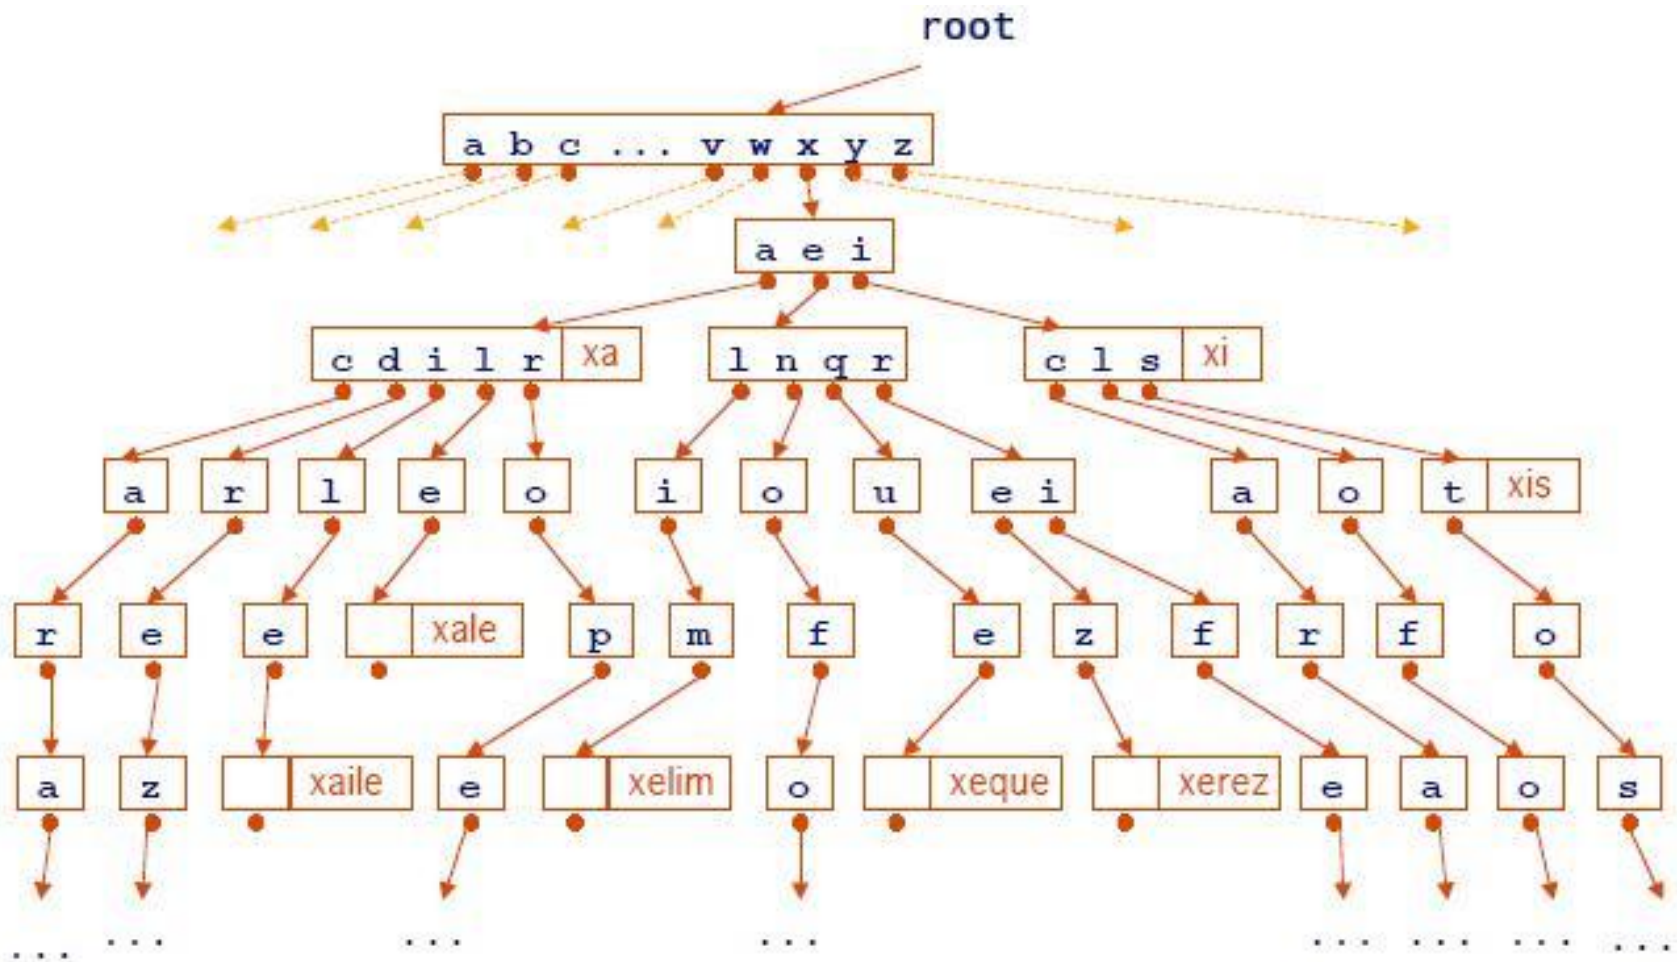 root
a b c ... v w x y z
a e i
c d i l r xa l n q r c l s xi
a r l e o i o u e i a o t xis
r e e xale p m f e z f r f o
a z xaile e xelim o xeque xerez e a o s
... ... ... ... ... ... ... ...